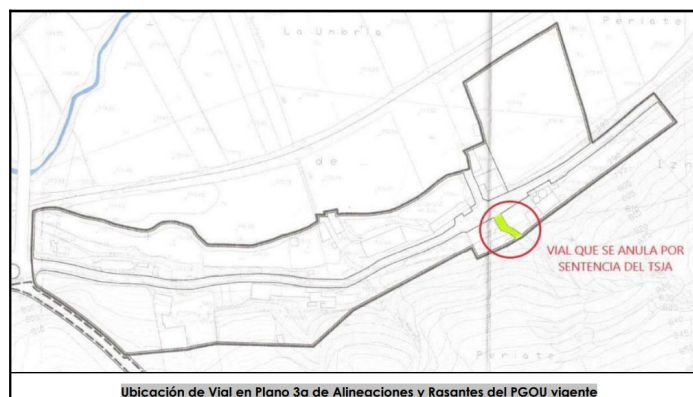 La Umbría
Periate
de
Izn
VIAL QUE SE ANULA POR
SENTENCIA DEL TSJA
Periate
Ubicación de Vial en Plano 3a de Alineaciones y Rasantes del PGOU vigente